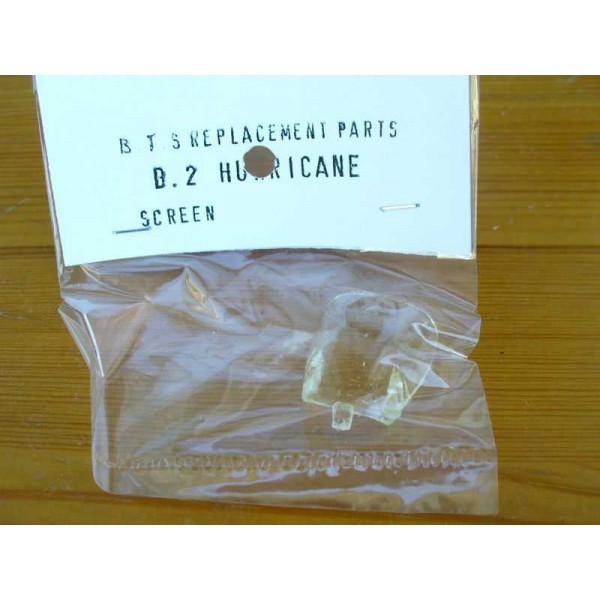 B T.S REPLACEMENT PARTS
D.2 HURRICANE
SCREEN